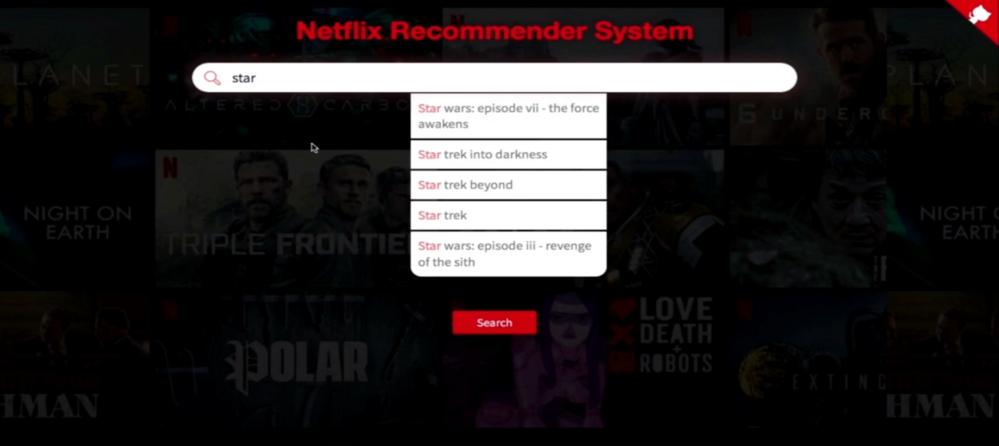 Netflix Recommender System
star
Star wars: episode vii - the force
awakens
Star trek into darkness
Star trek beyond
Star trek
Star wars: episode iii - revenge
of the sith
Search
LANET
ALTERED CARBO
6 UNDER
PLAN
N
NIGHT ON
EARTH
TRIPLE FRONTIE
NIGHT
EARTH
HMAN
POLAR
LOVE
DEATH
+
ROBOTS
EXTINC
HMAN